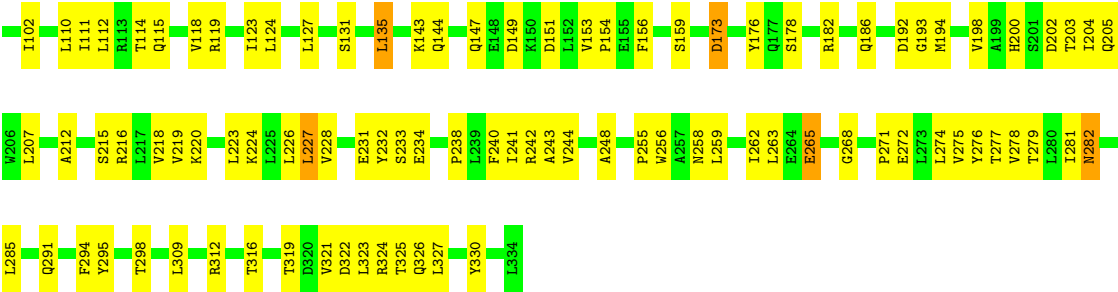 I102 L110 I111 L112 R113 T114 Q115 V118 R119 I123 L124 L127 S131 L135 K143 Q144 Q147 E148 D149 K150 D151 L152 V153 P154 E155 F156 S159 D173 Y176 Q177 S178 R182 Q186 D192 G193 M194 V198 A199 H200 S201 D202 T203 I204 Q205
W206 L207 A212 S215 R216 L217 V218 V219 K220 L223 K224 L225 L226 L227 V228 E231 Y232 S233 E234 P238 L239 F240 I241 R242 A243 V244 A248 P255 W256 A257 N258 L259 I262 L263 E264 E265 G268 P271 E272 L273 L274 V275 Y276 T277 V278 T279 L280 I281 N282
L285 Q291 F294 Y295 T298 L309 R312 T316 T319 D320 V321 D322 L323 R324 T325 Q326 L327 Y330 L334